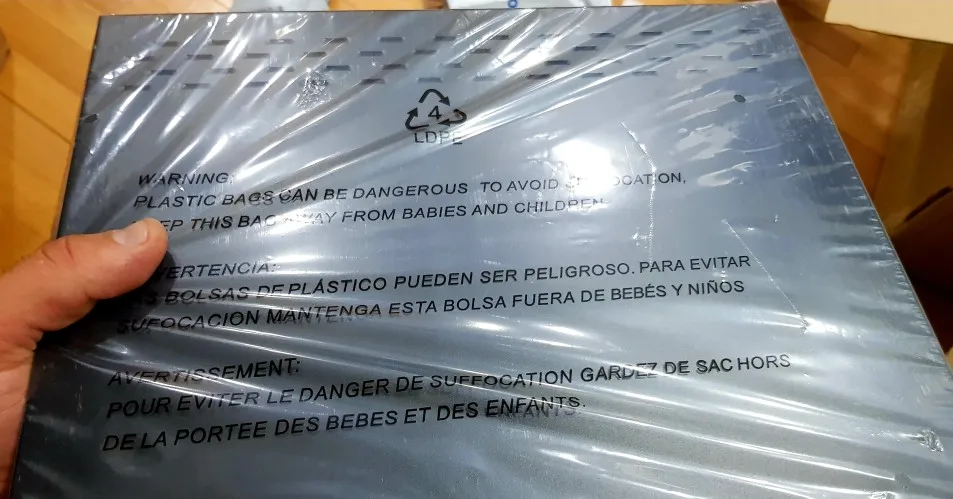 4
LDPE
WARNING:
PLASTIC BAGS CAN BE DANGEROUS TO AVOID
THIS BAG AWAY FROM BABIES AND CHILDREN
BOLSAS DE PLÁSTICO PUEDEN SER PELIGROSO. PARA EVITAR
SUFOCACION MANTENGA ESTA BOLSA FUERA DE BEBÉS Y NIÑOS
AVERTISSEMENT:
POUR EVITER LE DANGER DE SUFFOCATION GARDEZ DE SAC HORS
DE LA PORTEE DES BEBES ET DES ENFANTS.